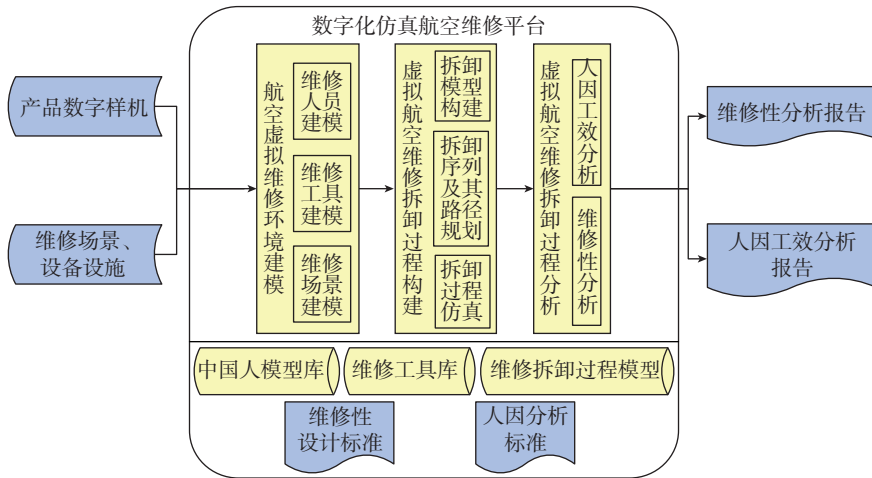 数字化仿真航空维修平台
产品数字样机
维修场景、
设备设施
航空虚拟维修环境建模
维修
人员
建模
维修
工具
建模
维修
场景
建模
虚拟航空维修拆卸过程构建
拆卸
模型
构建
拆卸
序列
及其
路径
规划
拆卸
过程
仿真
虚拟航空维修拆卸过程分析
人因工效分析
维修性分析
维修性分析报告
人因工效分析
报告
中国人模型库
维修工具库
维修拆卸过程模型
维修性
设计标准
人因分析
标准